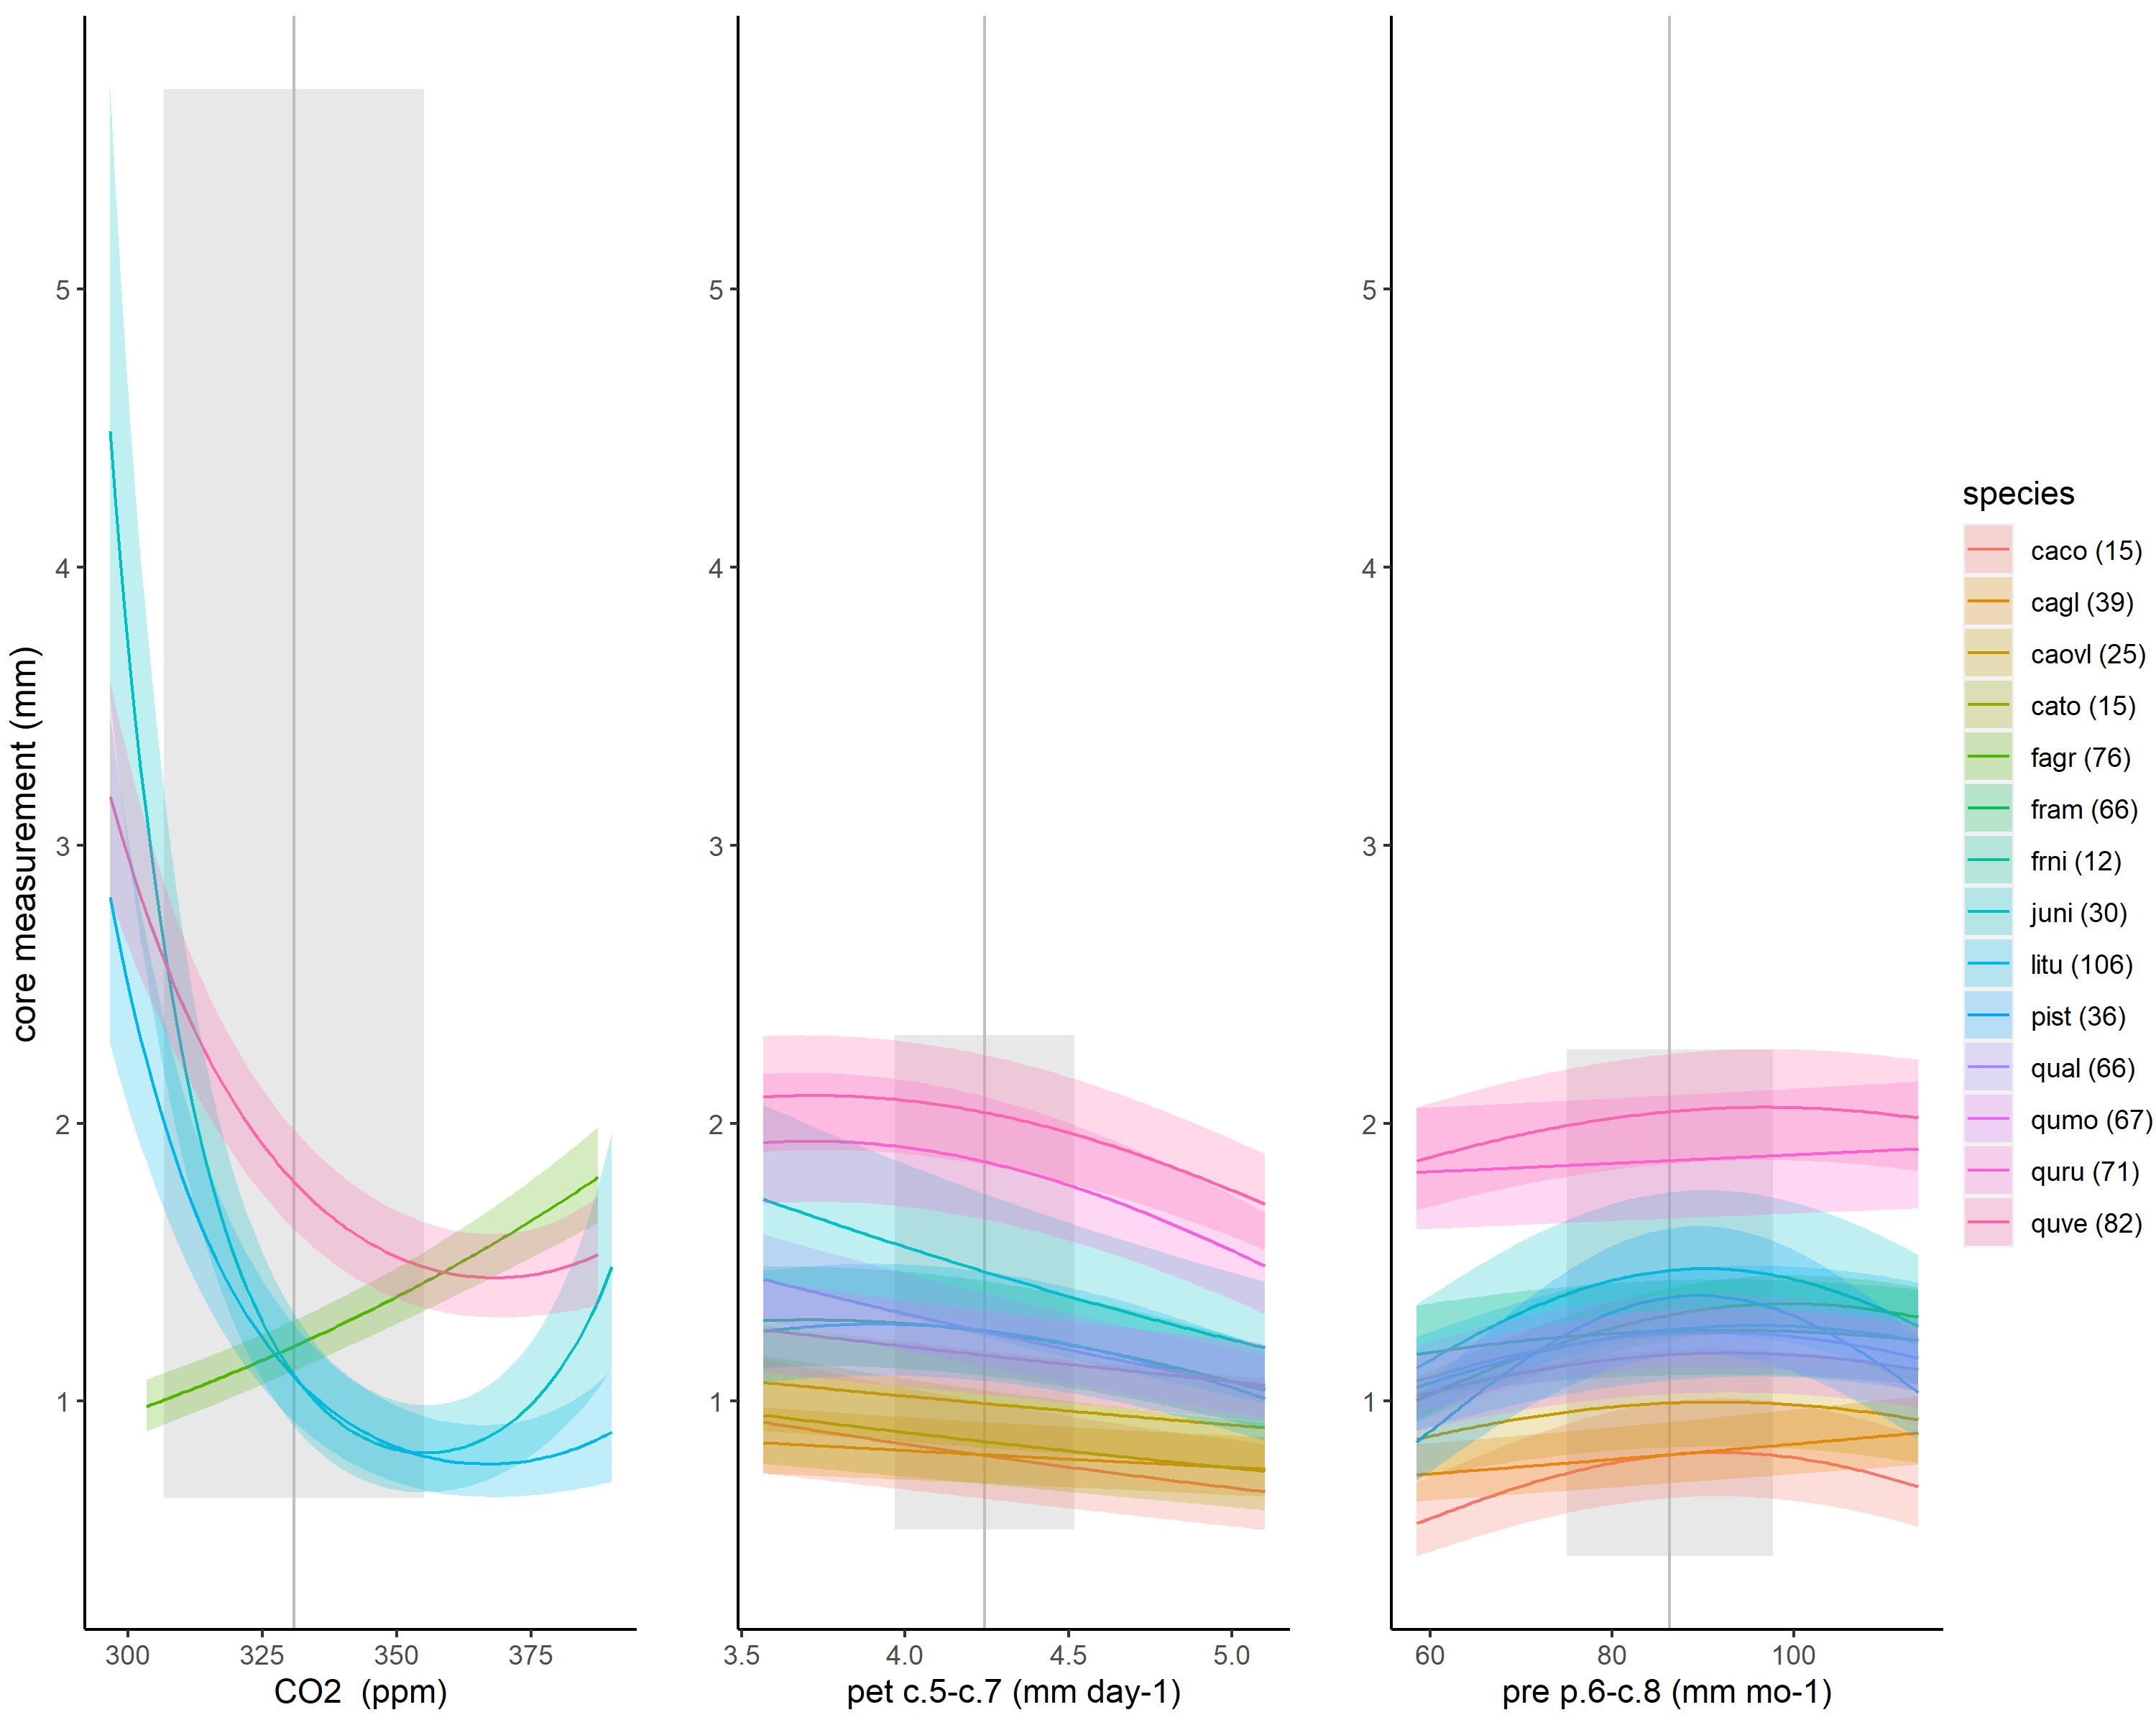 core measurement (mm)
5
4
3
2
1
300 325 350 375
CO2  (ppm)
5
4
3
2
1
3.5 4.0 4.5 5.0
pet c.5-c.7 (mm day-1)
5
4
3
2
1
60 80 100
pre p.6-c.8 (mm mo-1)
species
caco (15)
cagl (39)
caovl (25)
cato (15)
fagr (76)
fram (66)
frni (12)
juni (30)
litu (106)
pist (36)
qual (66)
qumo (67)
quru (71)
quve (82)